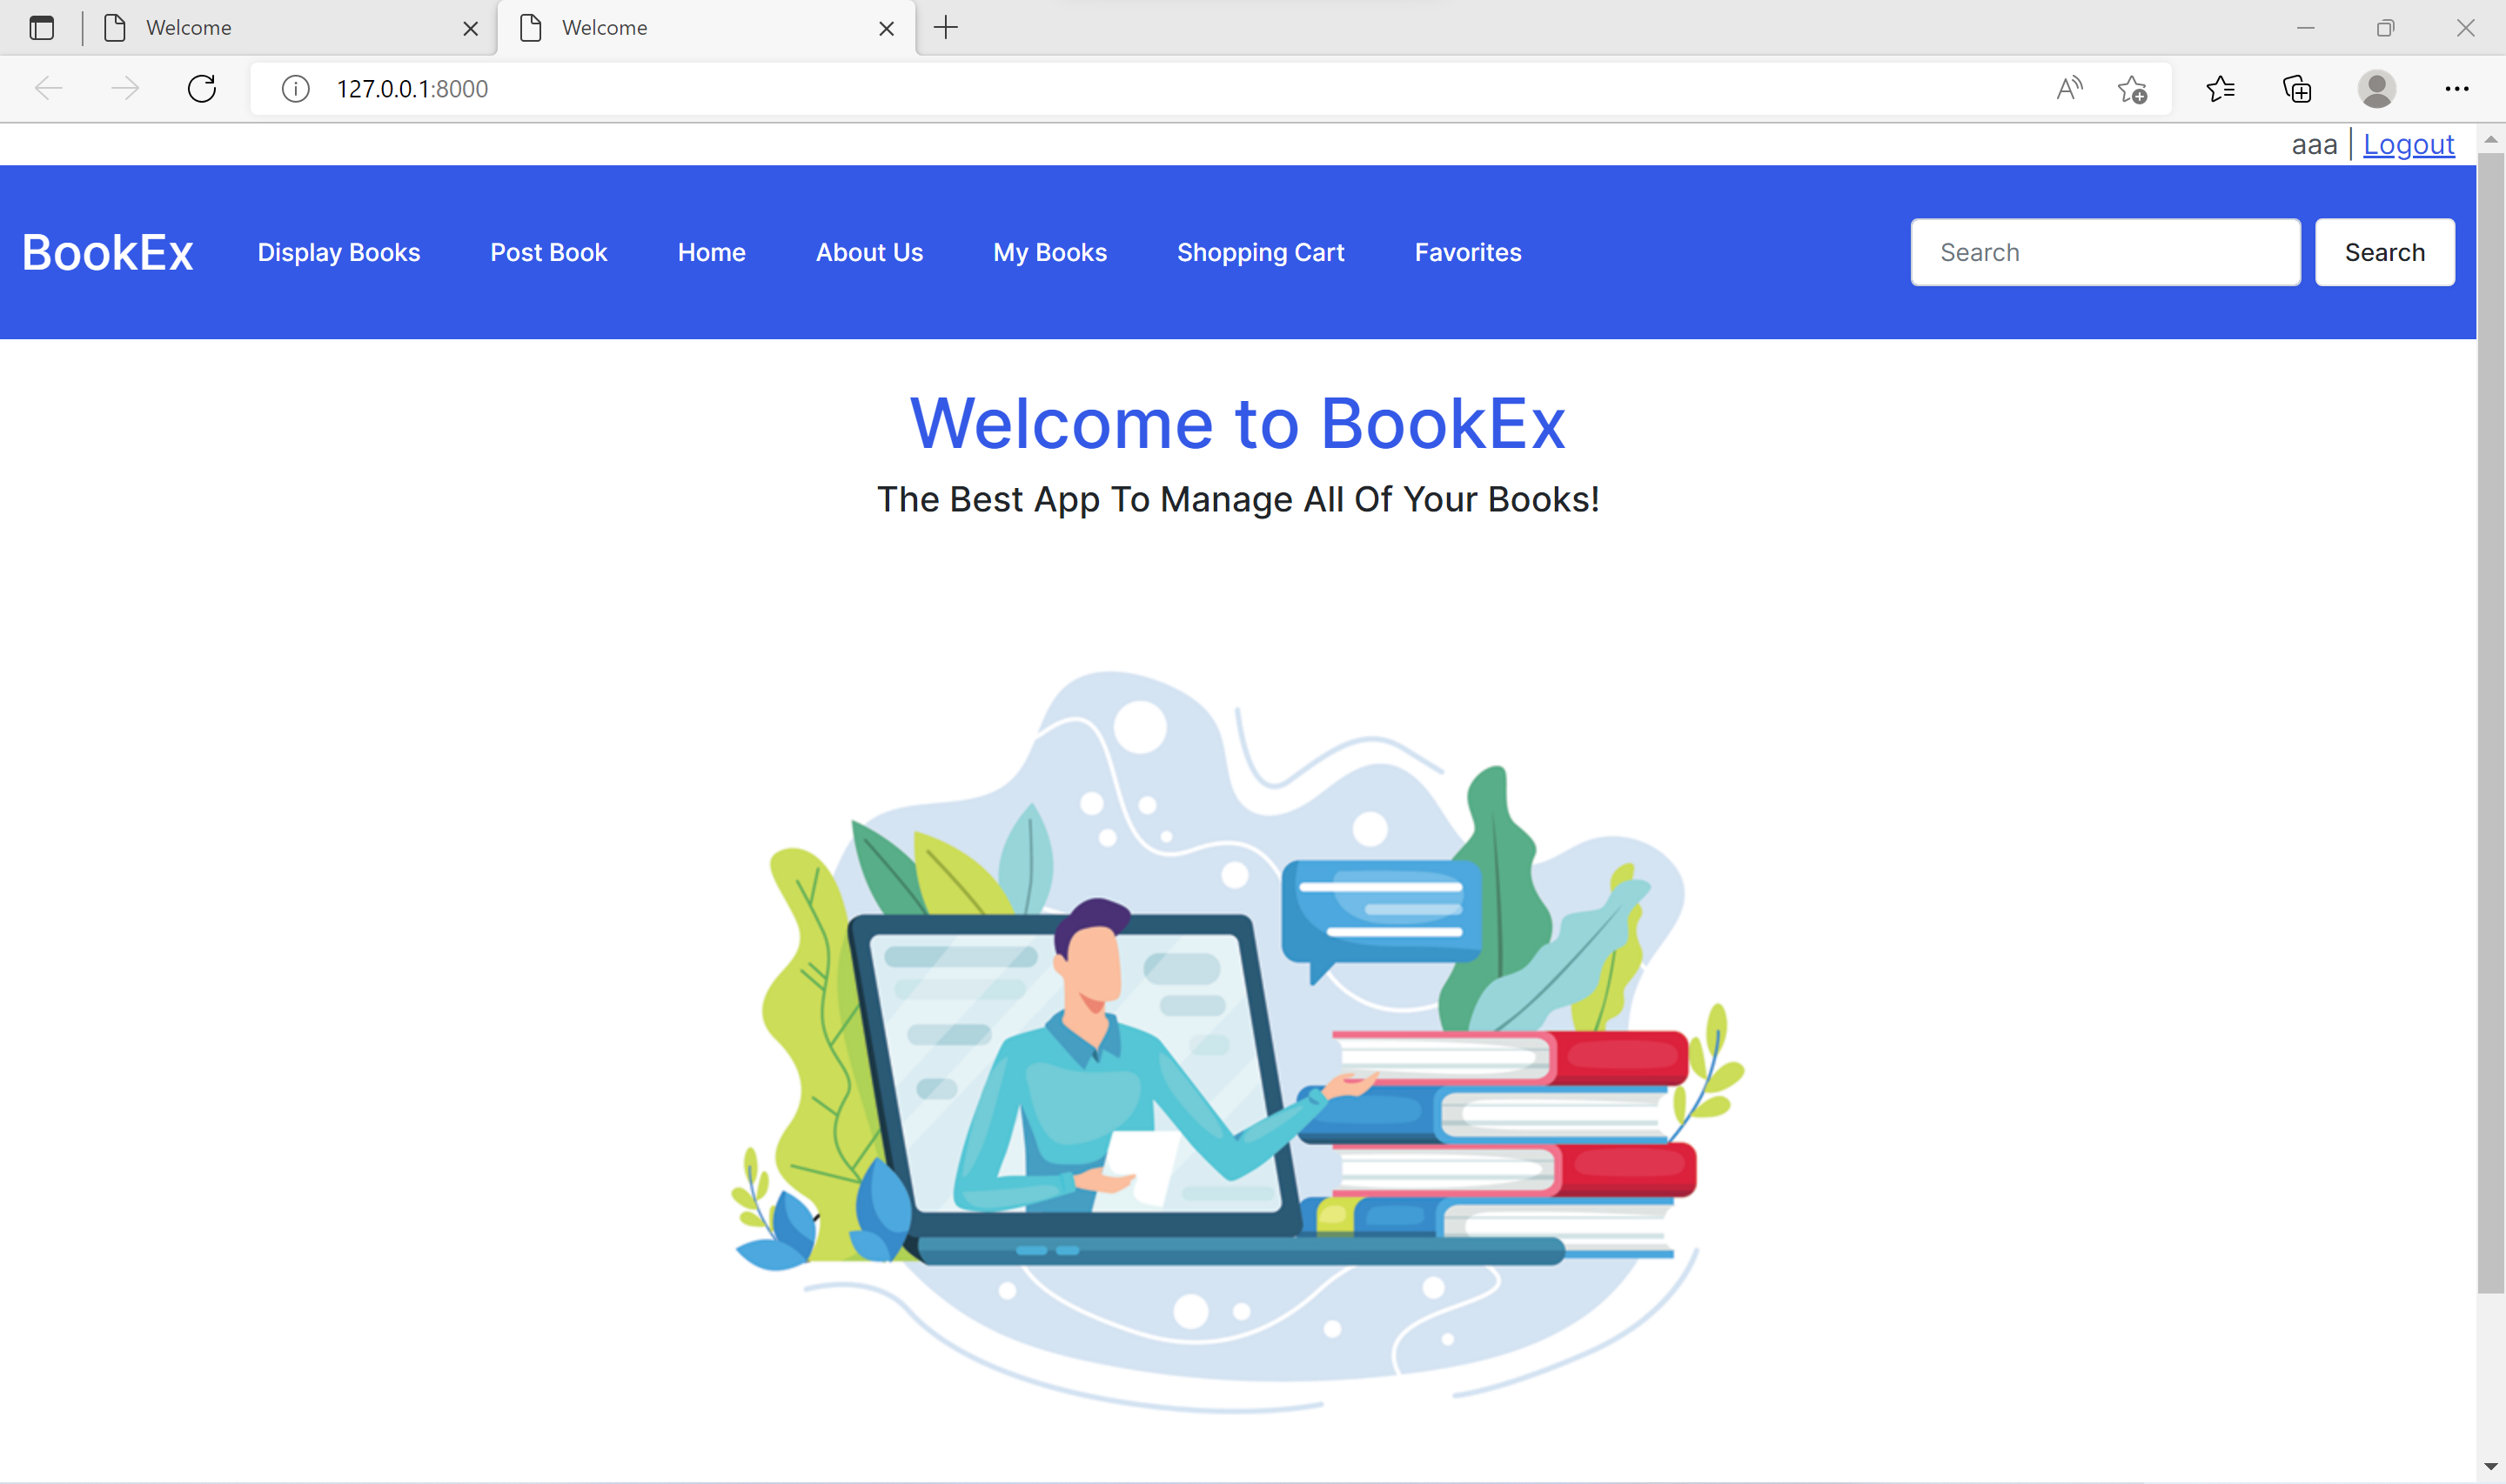 Welcome
Welcome
127.0.0.1:8000
aaa | Logout
BookEx
Display Books
Post Book
Home
About Us
My Books
Shopping Cart
Favorites
Search
Search
Welcome to BookEx
The Best App To Manage All Of Your Books!